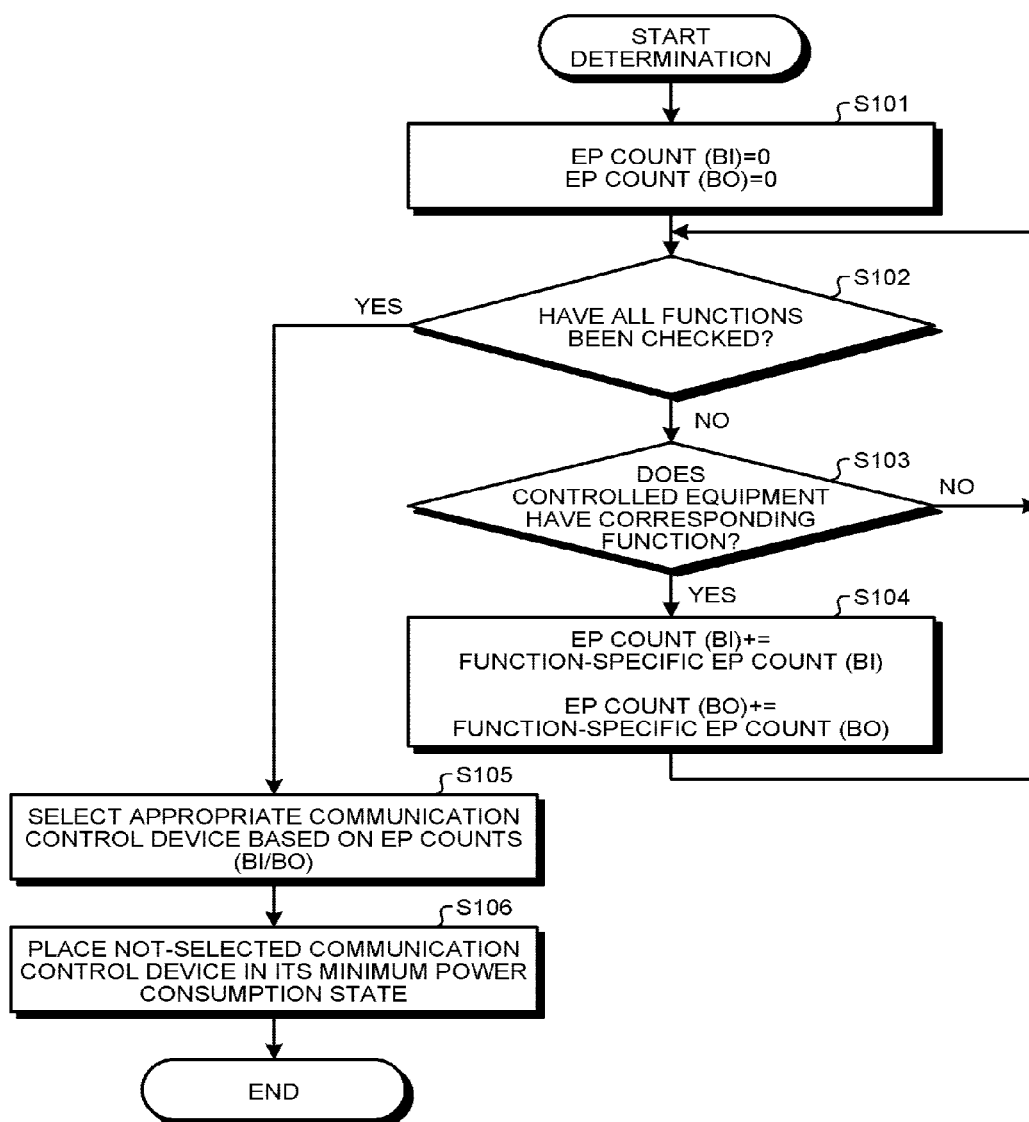 START
DETERMINATION
S101
EP COUNT (BI)=0
EP COUNT (BO)=0
S102
YES
HAVE ALL FUNCTIONS
BEEN CHECKED?
NO
S103
DOES
CONTROLLED EQUIPMENT
HAVE CORRESPONDING
FUNCTION?
NO
YES
S104
EP COUNT (BI)+=
FUNCTION-SPECIFIC EP COUNT (BI)
EP COUNT (BO)+=
FUNCTION-SPECIFIC EP COUNT (BO)
S105
SELECT APPROPRIATE COMMUNICATION
CONTROL DEVICE BASED ON EP COUNTS
(BI/BO)
S106
PLACE NOT-SELECTED COMMUNICATION
CONTROL DEVICE IN ITS MINIMUM POWER
CONSUMPTION STATE
END